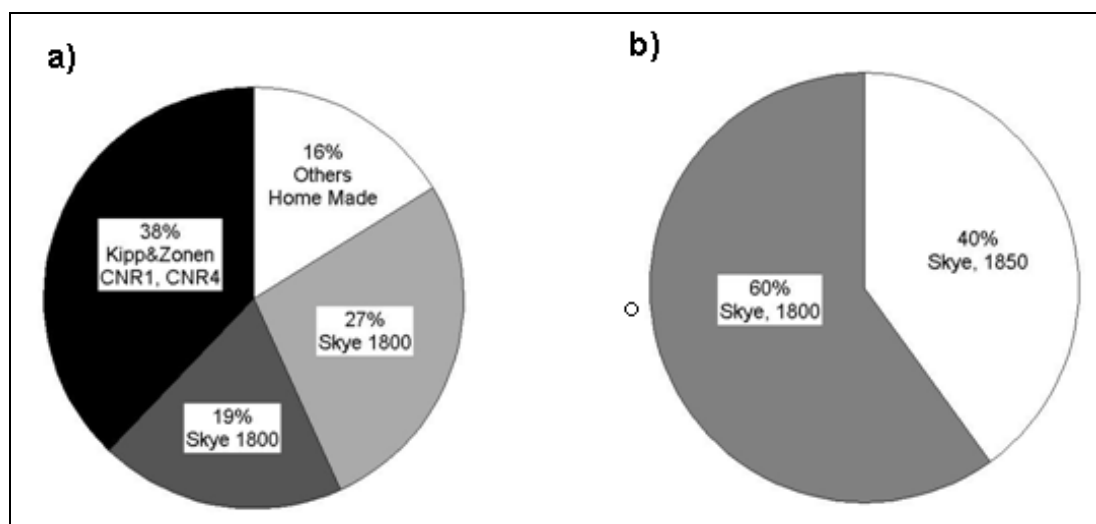 a)
16%
Others
Home Made
38%
Kipp&Zonen
CNR1, CNR4
27%
Skye 1800
19%
Skye 1800
b)
40%
Skye, 1850
60%
Skye, 1800